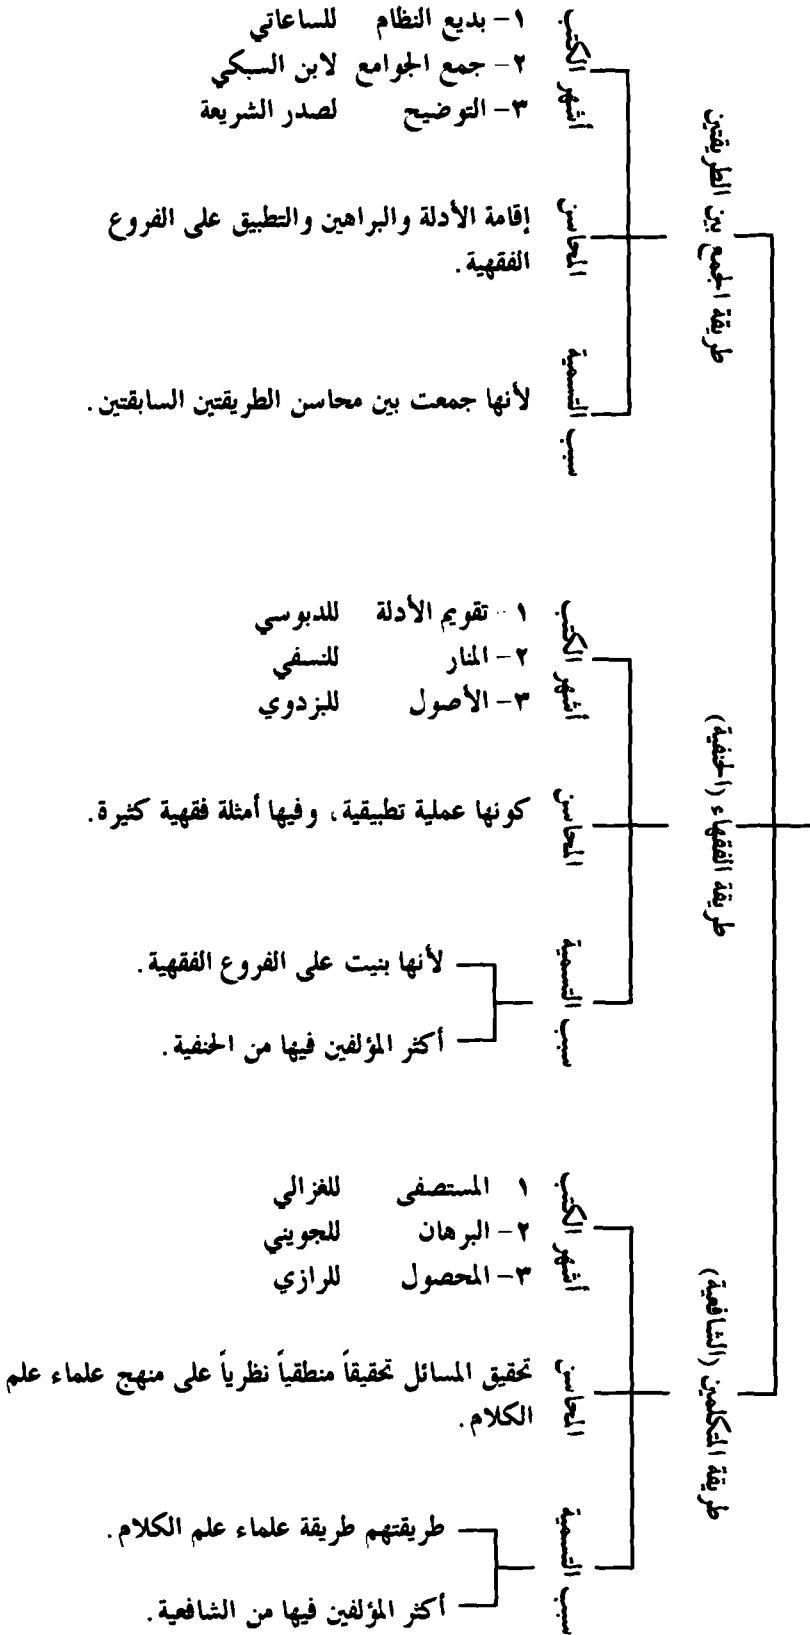 طريقة الجمع بين الطريقتين
أشهر الكتب
١- بديع النظام للساعاتي
٢- جمع الجوامع لابن السبكي
٣- التوضيح لصدر الشريعة
المحاسن
إقامة الأدلة والبراهين والتطبيق على الفروع
الفقهية.
سبب التسمية
لأنها جمعت بين محاسن الطريقتين السابقتين.
طريقة الفقهاء (الحنفية)
أشهر الكتب
١- تقويم الأدلة للدبوسي
٢- المنار للنسفي
٣- الأصول للبزدوي
المحاسن
كونها عملية تطبيقية، وفيها أمثلة فقهية كثيرة.
سبب التسمية
لأنها بنيت على الفروع الفقهية.
أكثر المؤلفين فيها من الحنفية.
طريقة المتكلمين (الشافعية)
أشهر الكتب
١ المستصفى للغزالي
٢- البرهان للجويني
٣- المحصول للرازي
المحاسن
تحقيق المسائل تحقيقاً منطقياً نظرياً على منهج علماء علم
الكلام.
سبب التسمية
طريقتهم طريقة علماء علم الكلام.
أكثر المؤلفين فيها من الشافعية.